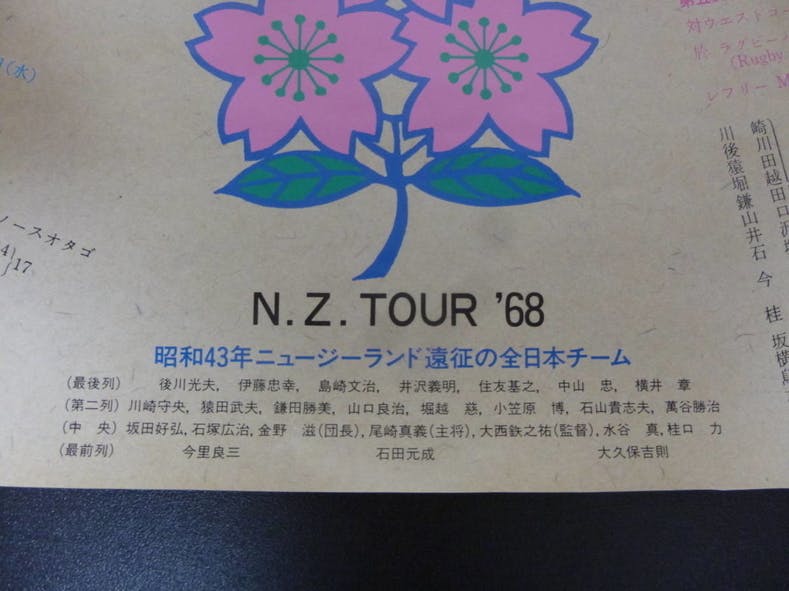 (水)
ノースオタゴ
4)
17
対ウエストコー
於 ラグビー
(Rugby
レフリー M
川後猿堀鎌山井石 今 桂
崎川田越田口沢
N.Z.TOUR '68
昭和43年ニュージーランド遠征の全日本チーム
(最後列) 後川光夫, 伊藤忠幸, 島崎文治, 井沢義明, 住友基之, 中山 忠, 横井 章
(第二列) 川崎守央, 猿田武夫, 鎌田勝美, 山口良治, 堀越 慈, 小笠原 博, 石山貴志夫, 萬谷勝治
(中 央) 坂田好弘, 石塚広治, 金野 滋(団長), 尾崎真義(主将), 大西鉄之祐(監督), 水谷 真, 桂口 力
(最前列) 今里良三 石田元成 大久保吉則